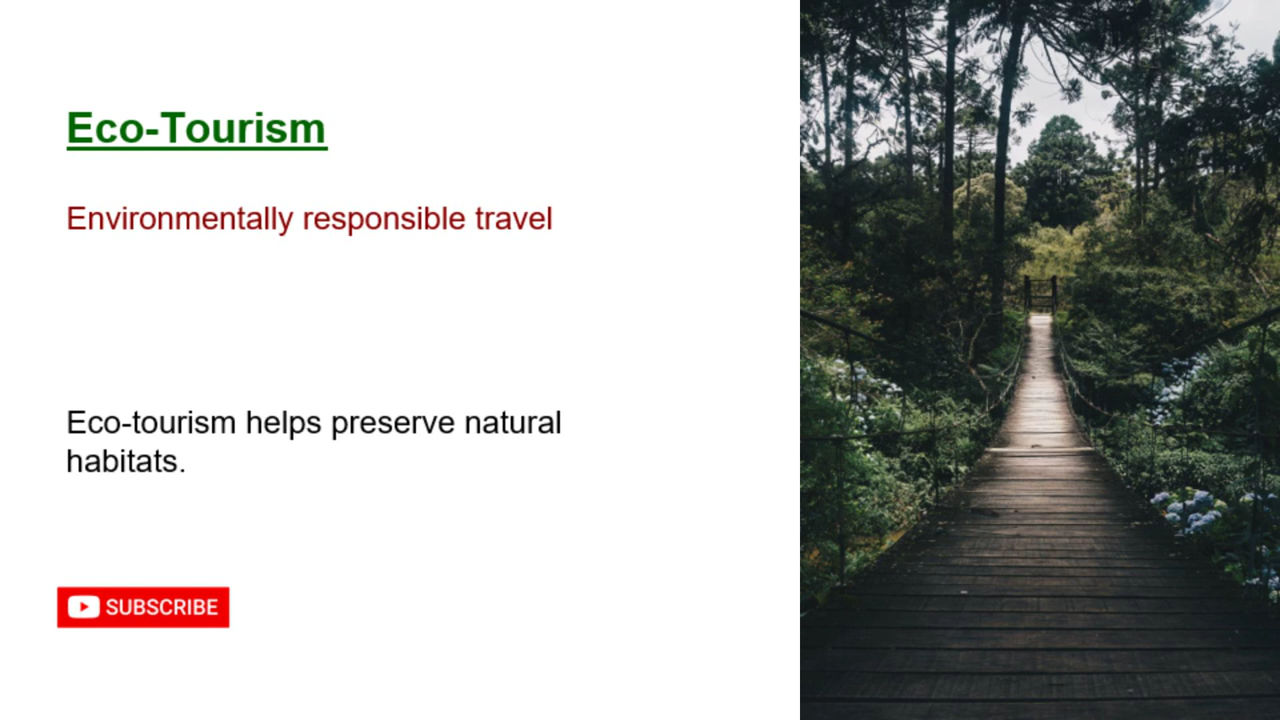 Eco-Tourism
Environmentally responsible travel
Eco-tourism helps preserve natural
habitats.
SUBSCRIBE